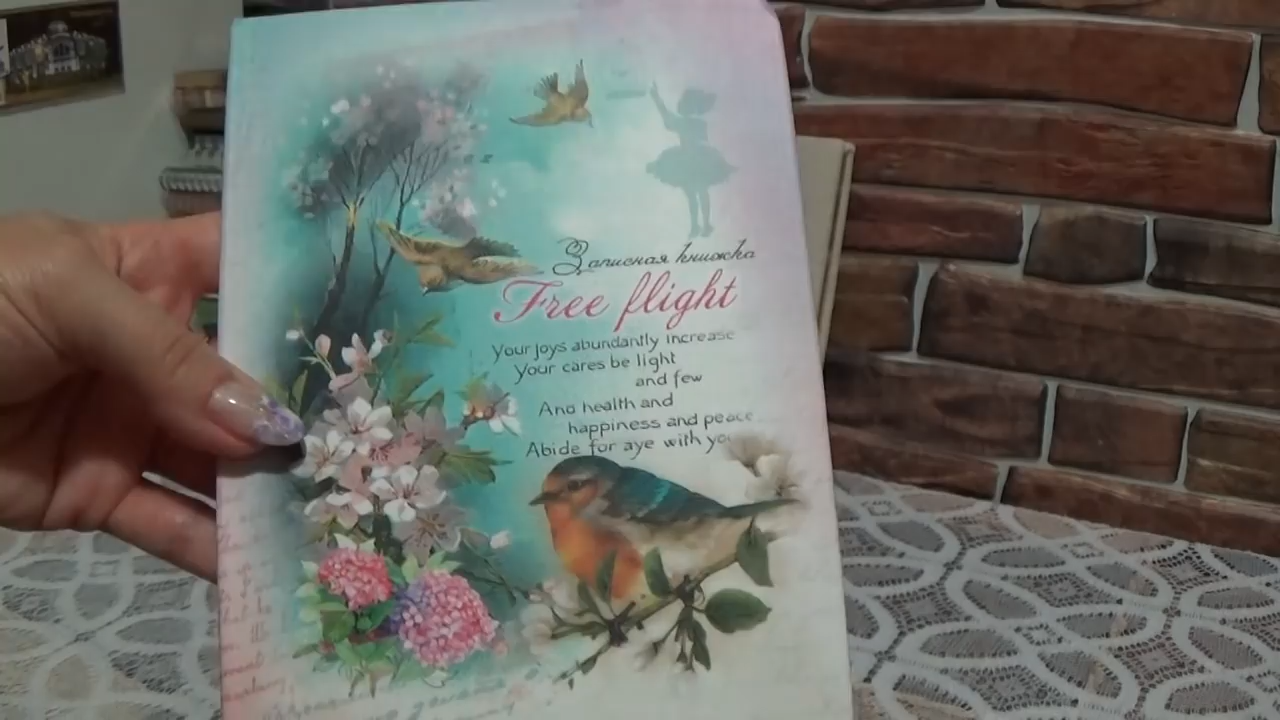 Записная книжка
Free flight
Your joys abundantly increase
Your cares be light
and few
And health and
happiness and peace
Abide for aye with you